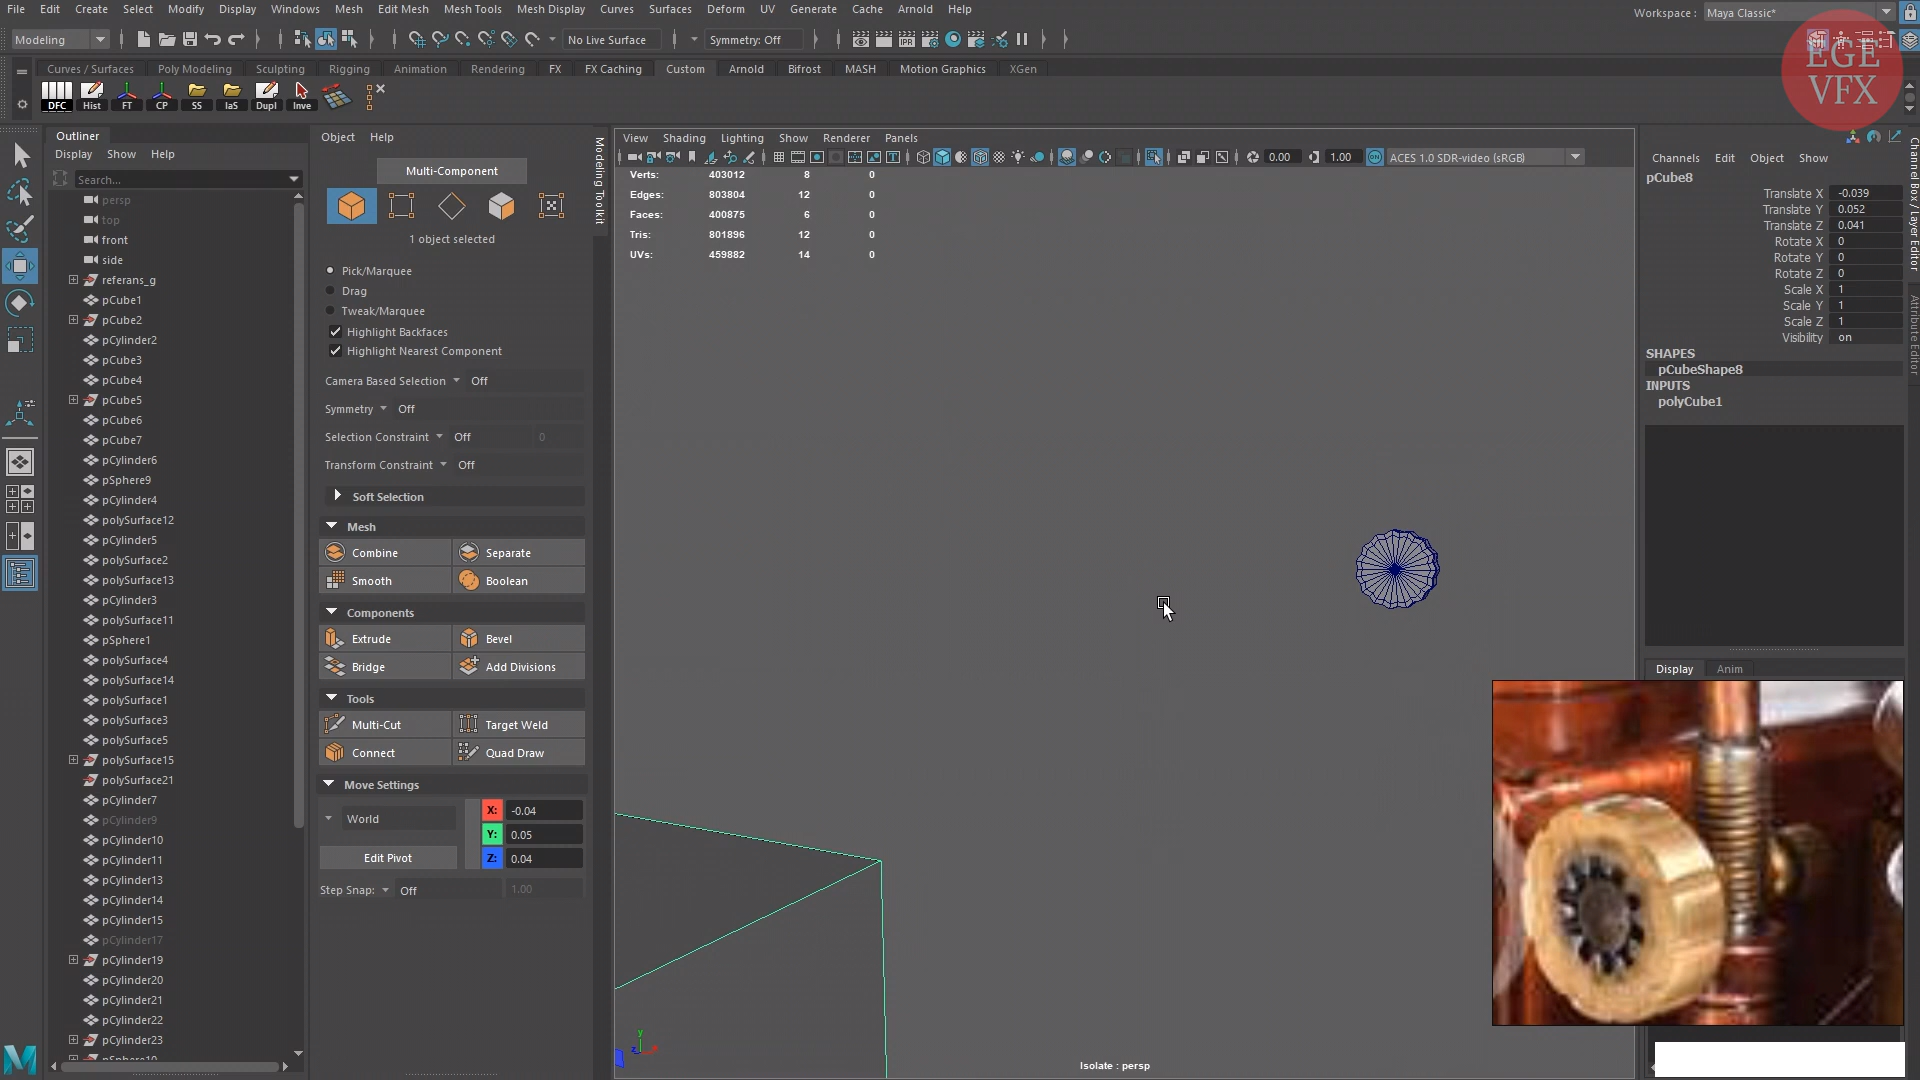 File Edit Create Select Modify Display Windows Mesh Edit Mesh Mesh Tools Mesh Display Curves Surfaces Deform UV Generate Cache Arnold Help
Workspace : Maya Classic*
Modeling
No Live Surface
Symmetry: Off
Curves / Surfaces Poly Modeling Sculpting Rigging Animation Rendering FX FX Caching Custom Arnold Bifrost MASH Motion Graphics XGen
EGE
VFX
DFC Hist FT CP SS IaS Dupl Inve
Outliner
Display Show Help
Search...
persp
top
front
side
referans_g
pCube1
pCube2
pCylinder2
pCube3
pCube4
pCube5
pCube6
pCube7
pCylinder6
pSphere9
pCylinder4
polySurface12
pCylinder5
polySurface2
polySurface13
pCylinder3
polySurface11
pSphere1
polySurface4
polySurface14
polySurface1
polySurface3
polySurface5
polySurface15
polySurface21
pCylinder7
pCylinder9
pCylinder10
pCylinder11
pCylinder13
pCylinder14
pCylinder15
pCylinder17
pCylinder19
pCylinder20
pCylinder21
pCylinder22
pCylinder23
pSphere10
Object Help
Modeling Toolkit
Multi-Component
1 object selected
Pick/Marquee
Drag
Tweak/Marquee
Highlight Backfaces
Highlight Nearest Component
Camera Based Selection Off
Symmetry Off
Selection Constraint Off 0
Transform Constraint Off
Soft Selection
Mesh
Combine Separate
Smooth Boolean
Components
Extrude Bevel
Bridge Add Divisions
Tools
Multi-Cut Target Weld
Connect Quad Draw
Move Settings
World
X: -0.04
Y: 0.05
Z: 0.04
Edit Pivot
Step Snap: Off 1.00
View Shading Lighting Show Renderer Panels
0.00 1.00 ON ACES 1.0 SDR-video (sRGB)
Verts: 403012 8 0
Edges: 803804 12 0
Faces: 400875 6 0
Tris: 801896 12 0
UVs: 459882 14 0
y
Isolate : persp
Channels Edit Object Show
pCube8
Translate X -0.039
Translate Y 0.052
Translate Z 0.041
Rotate X 0
Rotate Y 0
Rotate Z 0
Scale X 1
Scale Y 1
Scale Z 1
Visibility on
SHAPES
pCubeShape8
INPUTS
polyCube1
Display Anim
Channel Box / Layer Editor
Attribute Editor